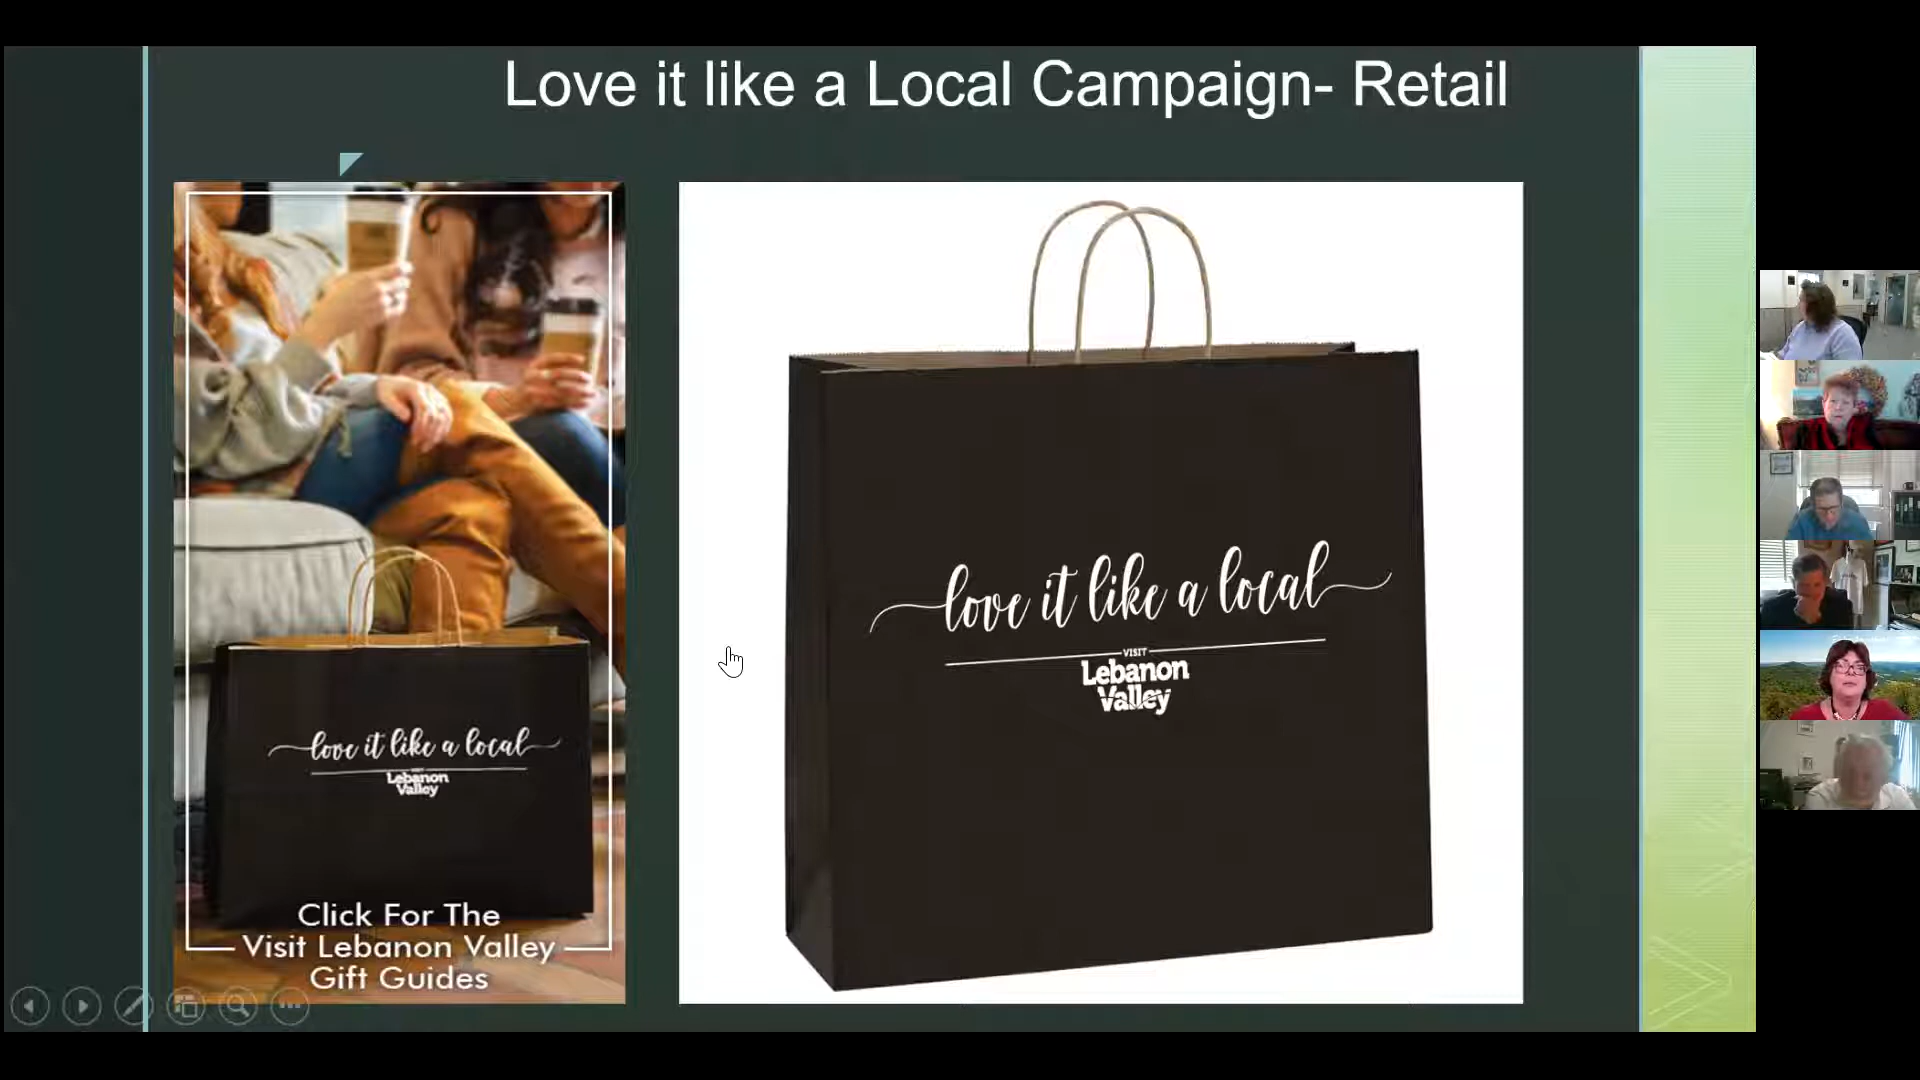 Love it like a Local Campaign- Retail
love it like a local
Lebanon
Valley
Click For The
Visit Lebanon Valley
Gift Guides
love it like a local
VISIT
Lebanon
Valley